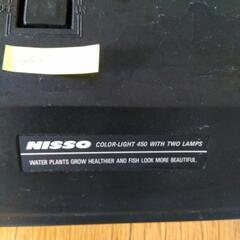 NISSO COLOR-LIGHT 450 WITH TWO LAMPS
WATER PLANTS GROW HEALTHIER AND FISH LOOK MORE BEAUTIFUL.